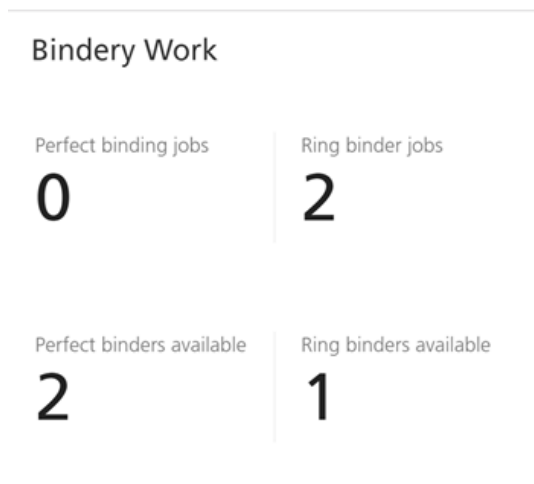 Bindery Work
Perfect binding jobs
0
Ring binder jobs
2
Perfect binders available
2
Ring binders available
1